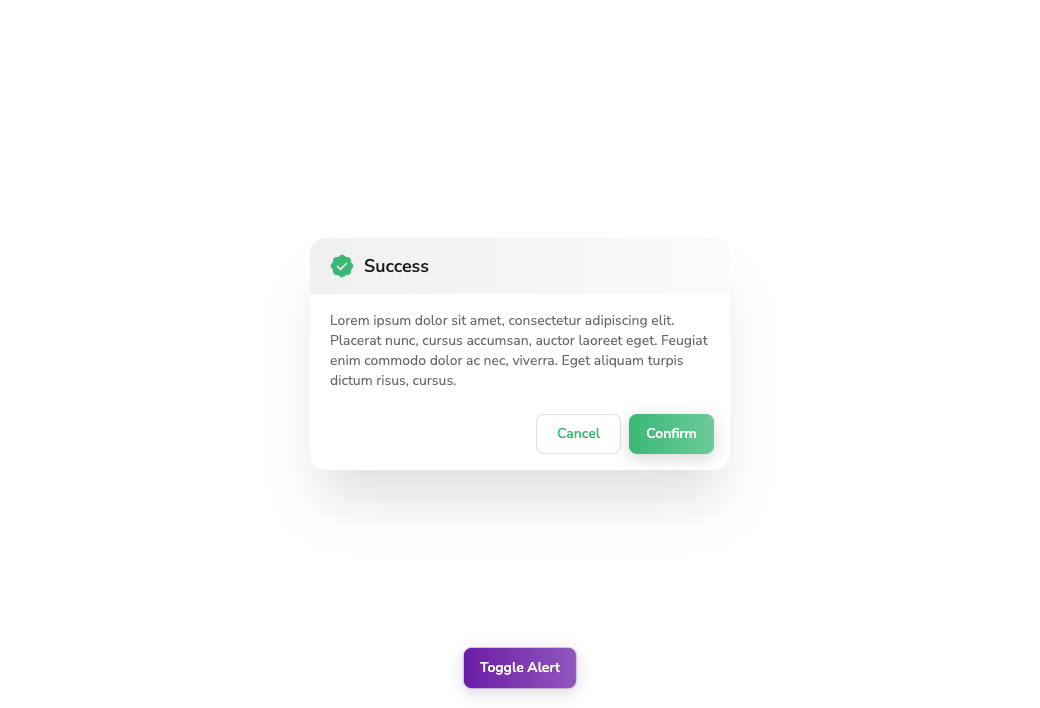 Success
Lorem ipsum dolor sit amet, consectetur adipiscing elit.
Placerat nunc, cursus accumsan, auctor laoreet eget. Feugiat
enim commodo dolor ac nec, viverra. Eget aliquam turpis
dictum risus, cursus.
Cancel Confirm
Toggle Alert